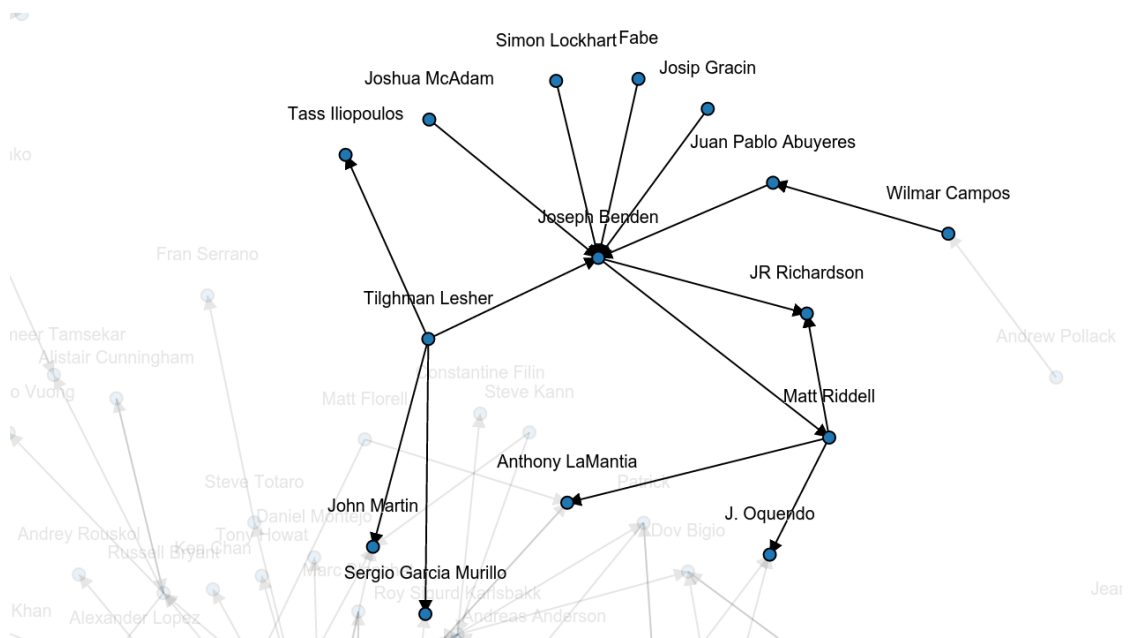 Simon Lockhart
Fabe
Josip Gracin
Joshua McAdam
Tass Iliopoulos
Juan Pablo Abuyeres
Wilmar Campos
Joseph Benden
Fran Serrano
JR Richardson
Tilghman Lesher
neer Tamsekar
Andrew Pollack
Alistair Cunningham
Constantine Filin
o Vuong
Steve Kann
Matt Florell
Matt Riddell
Anthony LaMantia
Steve Totaro
Patrick
John Martin
J. Oquendo
Daniel Montejo
Andrey Rouskol
Tony Howat
Dov Bigio
Russell Bryant
Ken Chan
Sergio Garcia Murillo
Roy Sigurd Karlsbakk
Khan
Alexander Lopez
Andreas Anderson